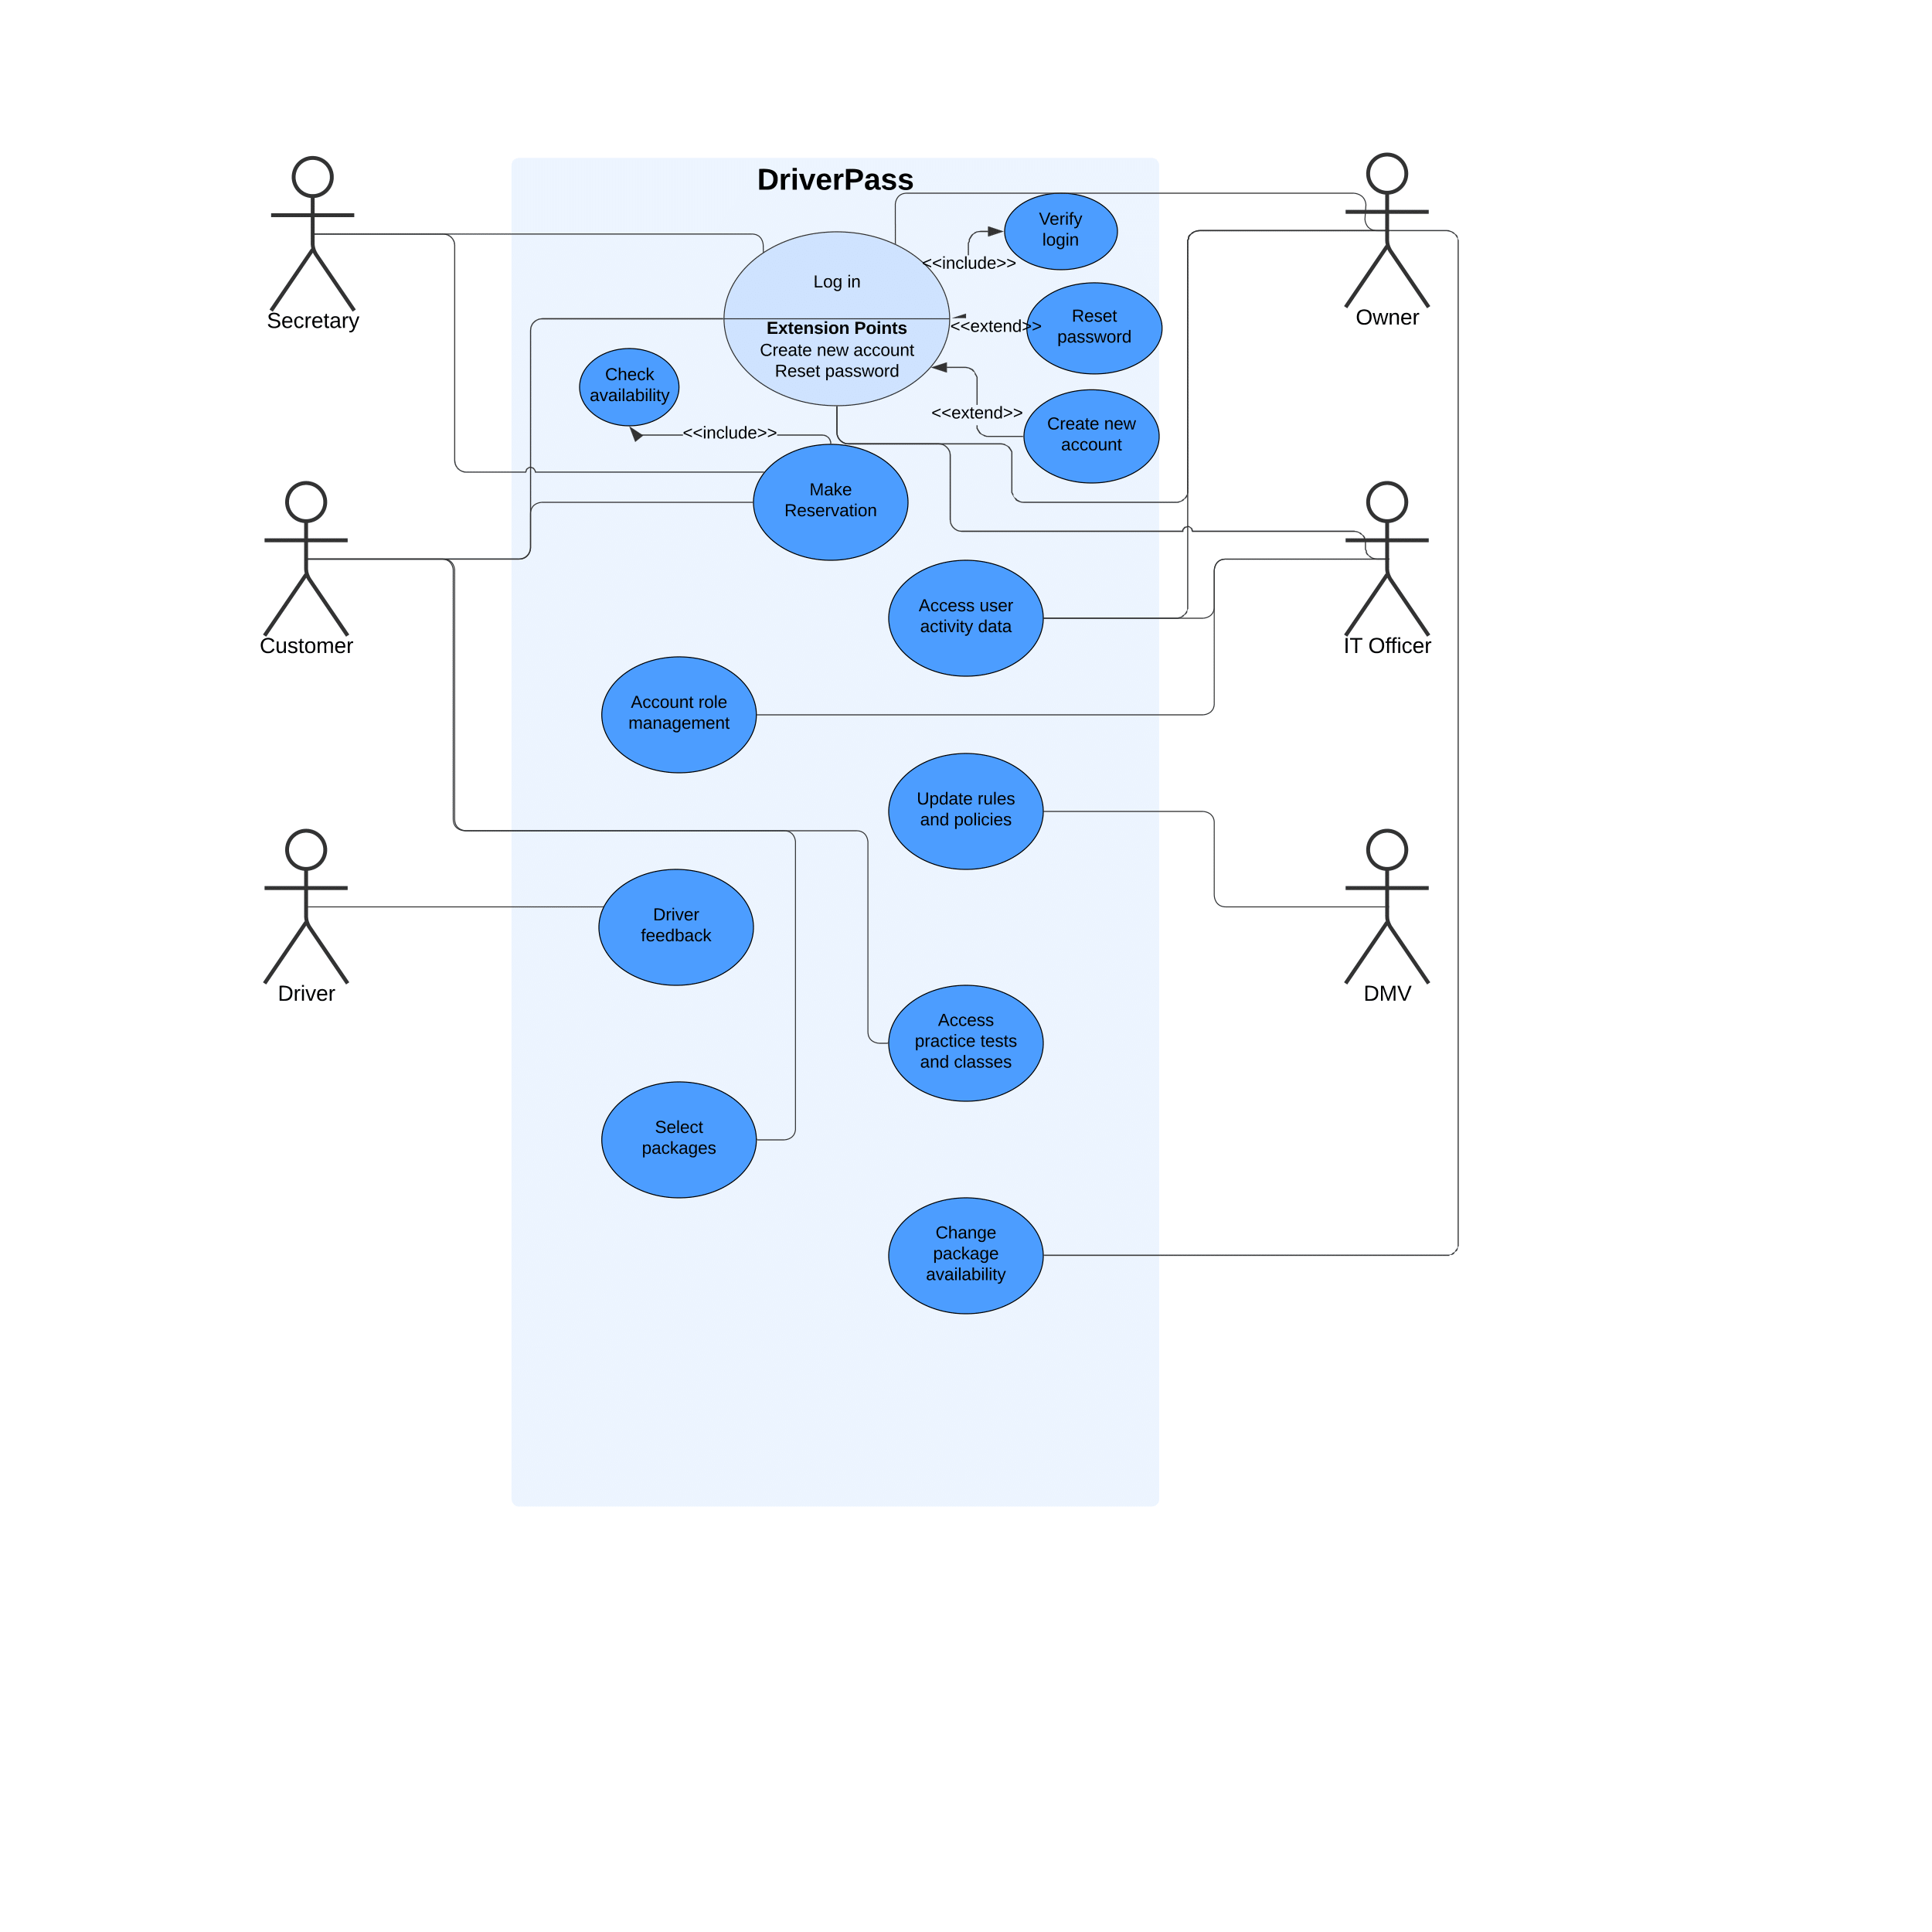 DriverPass
Verify
login
<<include>>
Log in
Secretary
Owner
Extension Points
Create new account
Reset password
<<extend>>
Reset
password
Check
availability
<<extend>>
Create new
account
<<include>>
Make
Reservation
Customer
IT Officer
Access user
activity data
Account role
management
Update rules
and policies
Driver
feedback
Driver
DMV
Access
practice tests
and classes
Select
packages
Change
package
availability